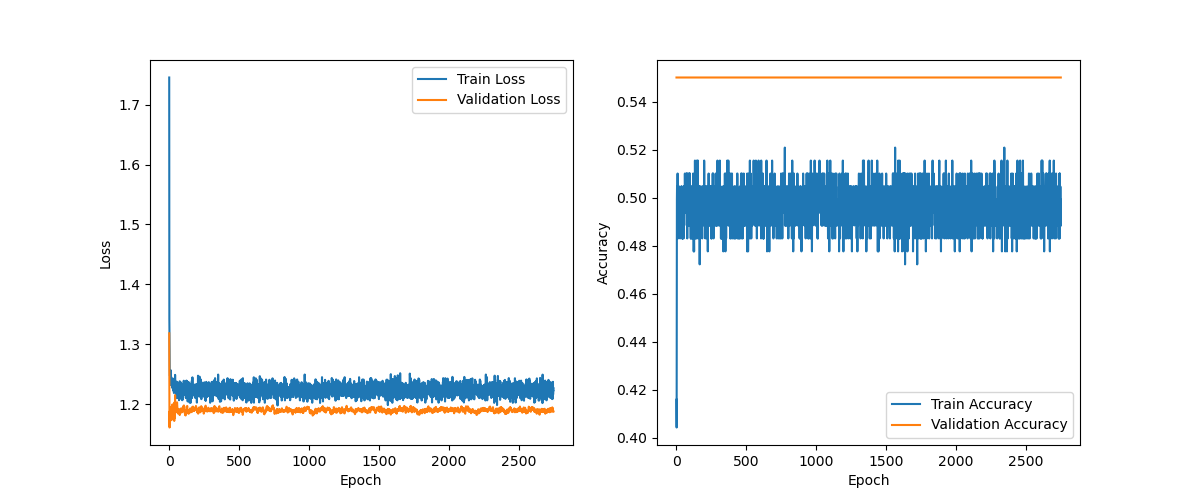 Train Loss
Validation Loss
1.7
1.6
1.5
1.4
1.3
1.2
Loss
0 500 1000 1500 2000 2500
Epoch
0.54
0.52
0.50
0.48
0.46
0.44
0.42
0.40
Accuracy
Train Accuracy
Validation Accuracy
0 500 1000 1500 2000 2500
Epoch